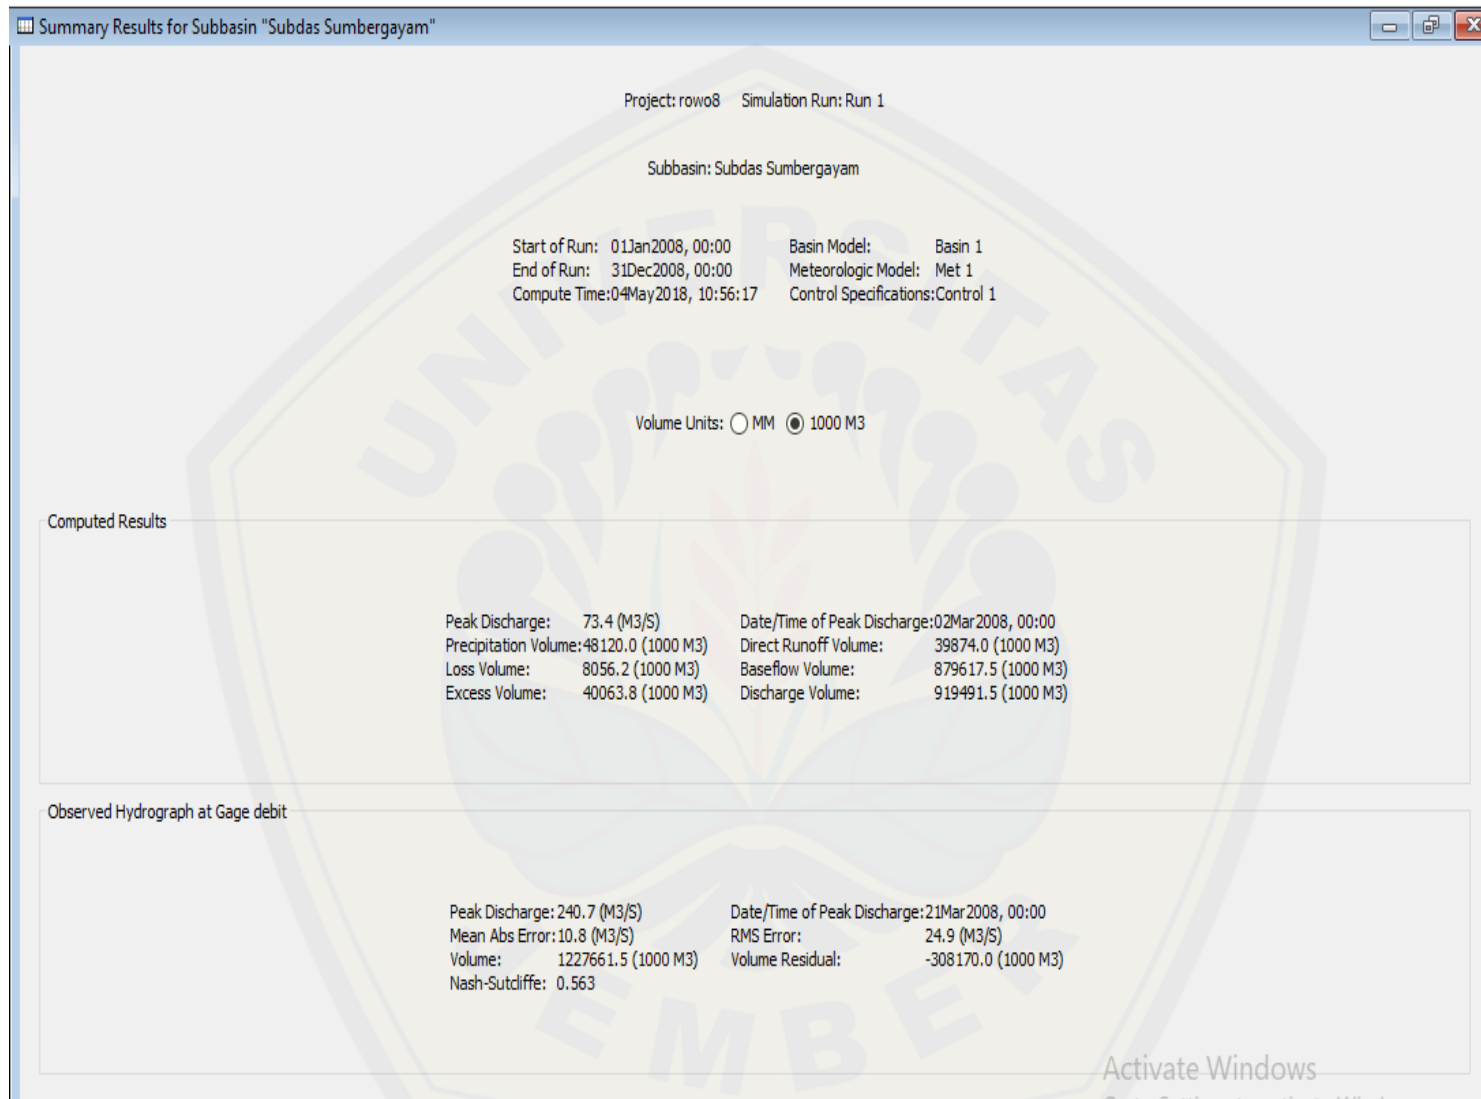 Summary Results for Subbasin "Subdas Sumbergayam"
Project: rowo8 Simulation Run: Run 1
Subbasin: Subdas Sumbergayam
Start of Run: 01Jan2008, 00:00 Basin Model: Basin 1
End of Run: 31Dec2008, 00:00 Meteorologic Model: Met 1
Compute Time:04May2018, 10:56:17 Control Specifications:Control 1
Volume Units: MM 1000 M3
Computed Results
Peak Discharge: 73.4 (M3/S) Date/Time of Peak Discharge:02Mar2008, 00:00
Precipitation Volume:48120.0 (1000 M3) Direct Runoff Volume: 39874.0 (1000 M3)
Loss Volume: 8056.2 (1000 M3) Baseflow Volume: 879617.5 (1000 M3)
Excess Volume: 40063.8 (1000 M3) Discharge Volume: 919491.5 (1000 M3)
Observed Hydrograph at Gage debit
Peak Discharge:240.7 (M3/S) Date/Time of Peak Discharge:21Mar2008, 00:00
Mean Abs Error:10.8 (M3/S) RMS Error: 24.9 (M3/S)
Volume: 1227661.5 (1000 M3) Volume Residual: -308170.0 (1000 M3)
Nash-Sutcliffe: 0.563
UNIVERSITAS
EMBER
Activate Windows